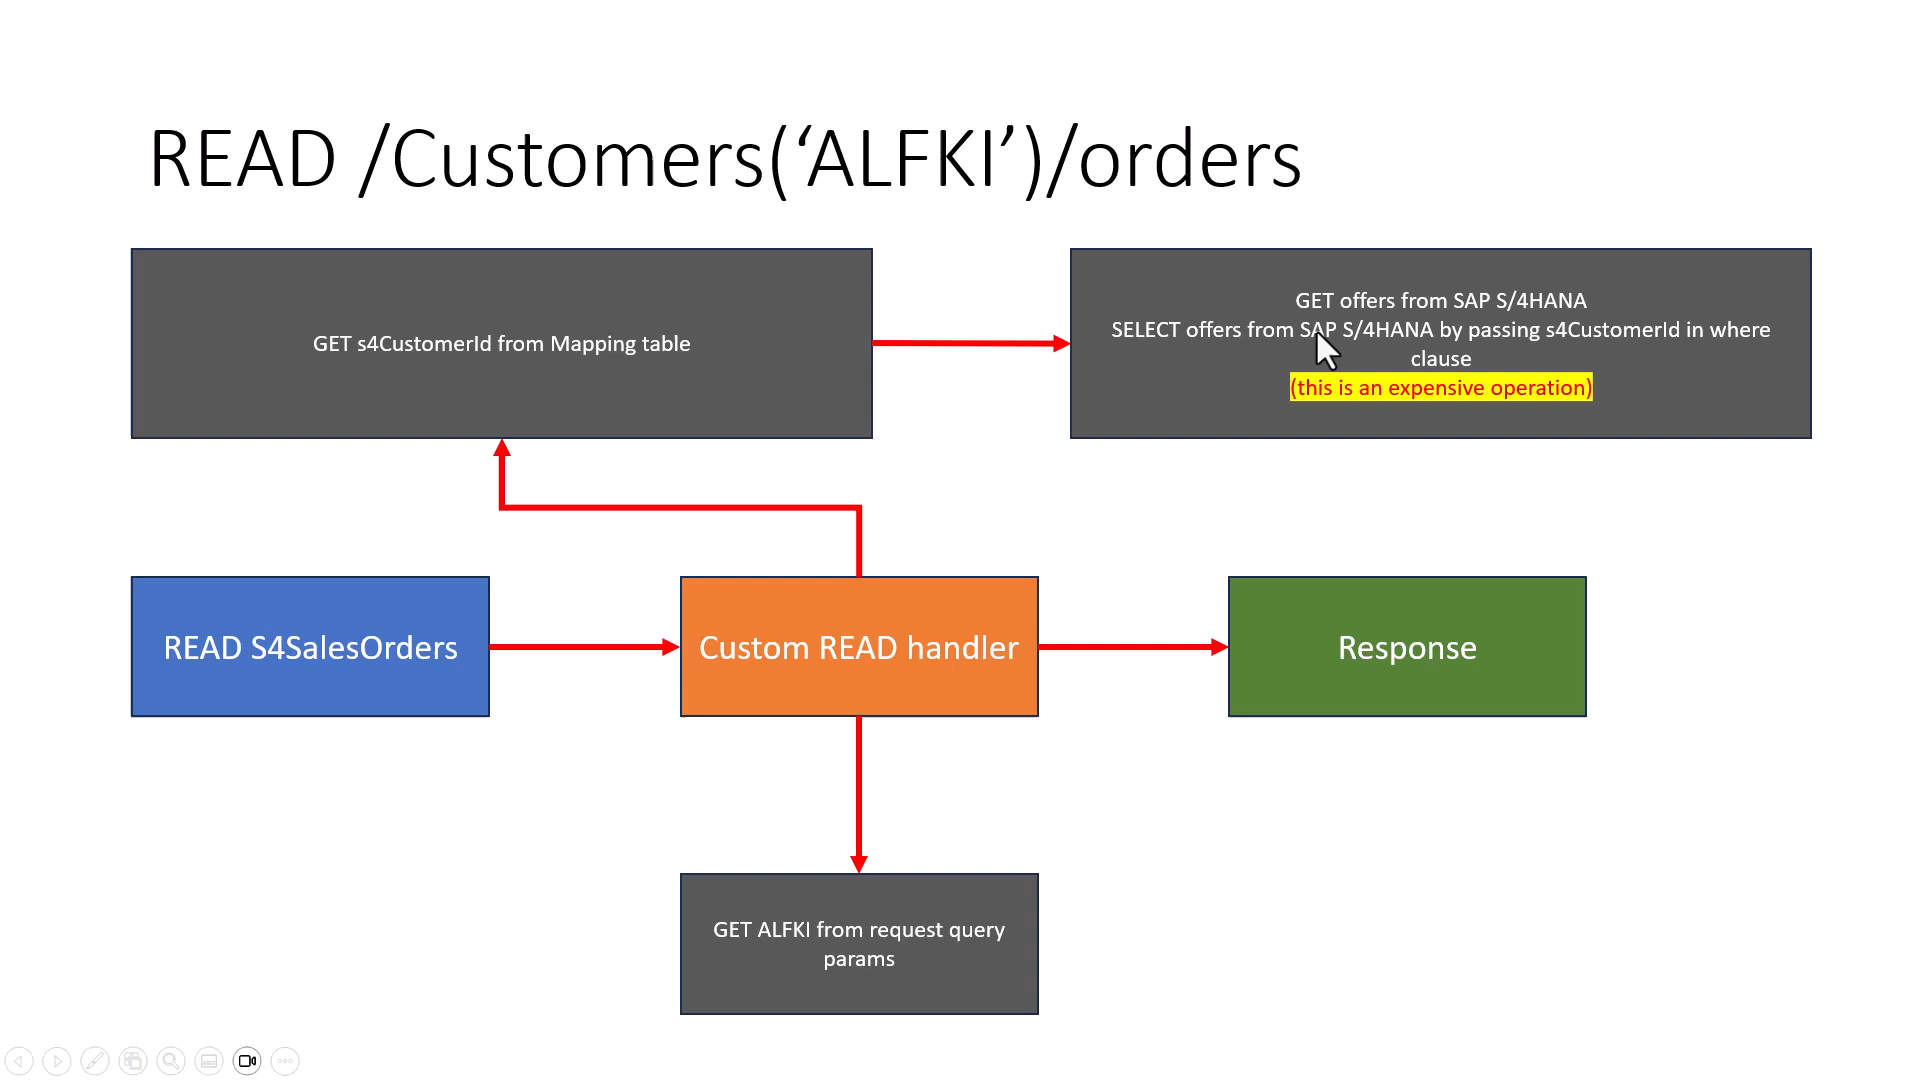 READ /Customers(‘ALFKI’)/orders
GET s4CustomerId from Mapping table
GET offers from SAP S/4HANA
SELECT offers from SAP S/4HANA by passing s4CustomerId in where
clause
(this is an expensive operation)
READ S4SalesOrders
Custom READ handler
Response
GET ALFKI from request query
params